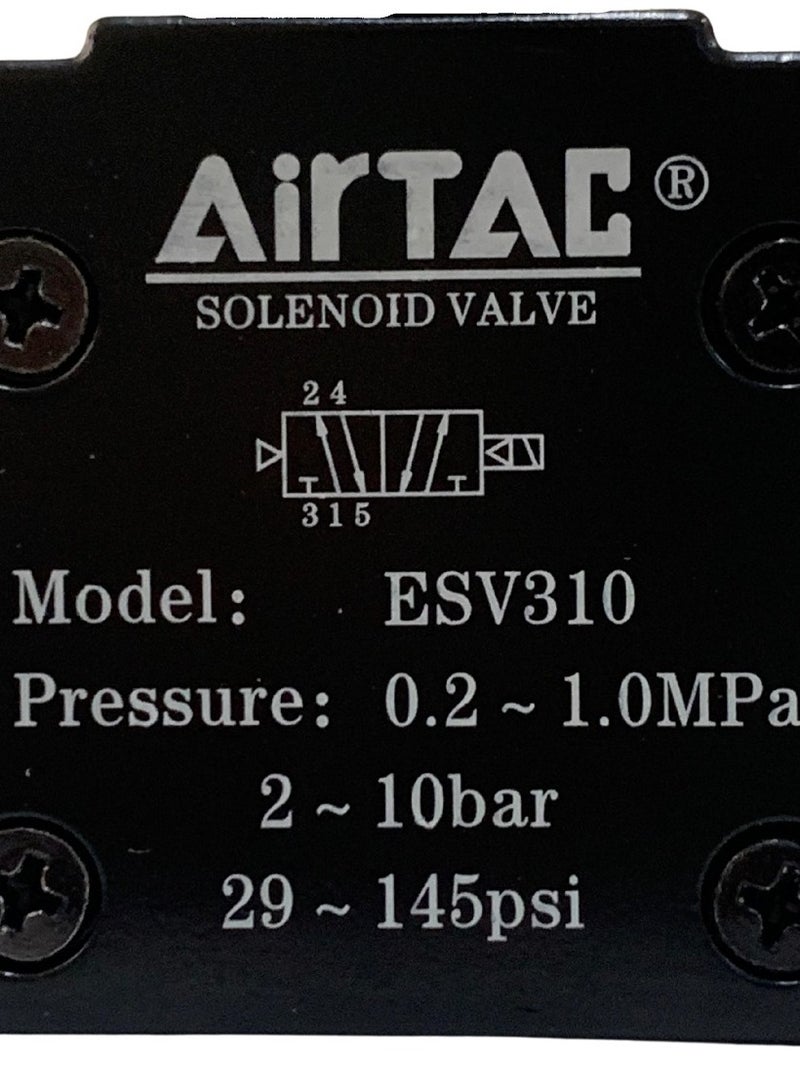 AirTAC®
SOLENOID VALVE
2 4
3 1 5
Model: ESV310
Pressure: 0.2 ~ 1.0MPa
2 ~ 10bar
29 ~ 145psi